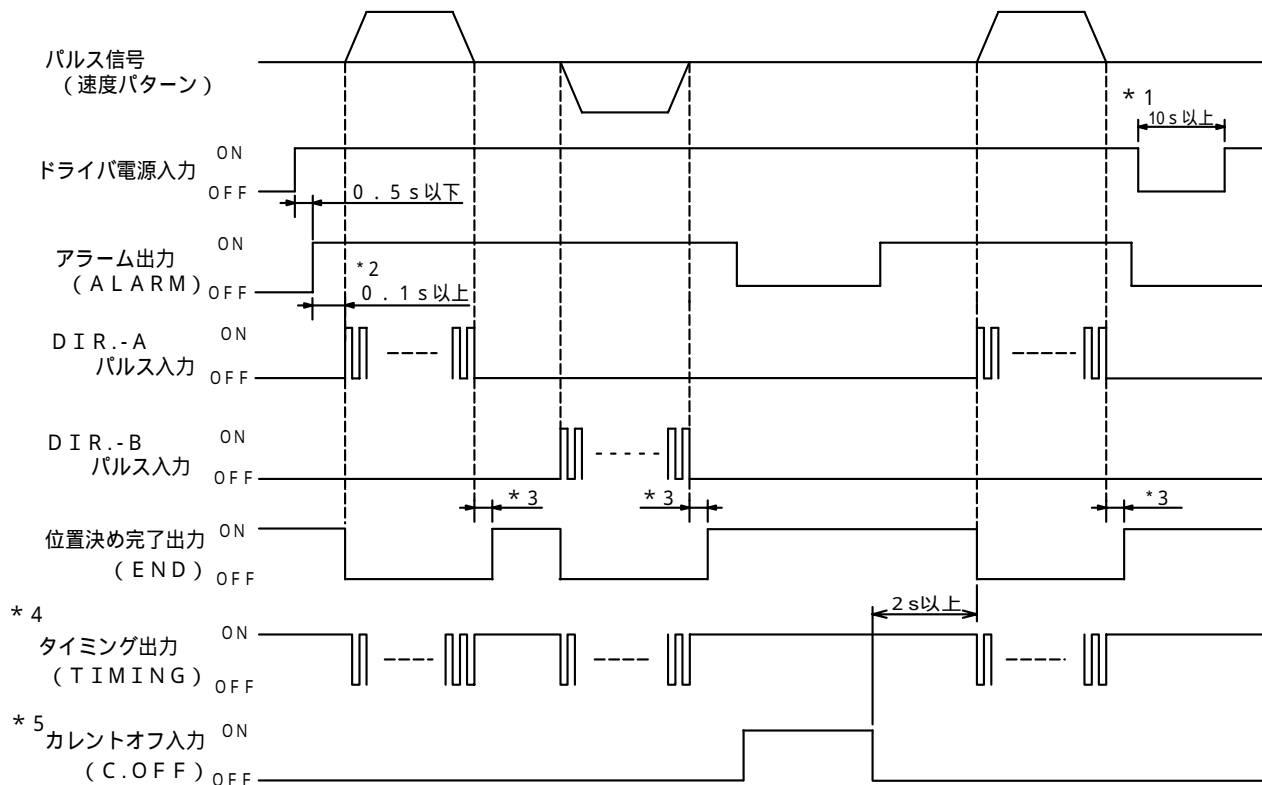 パルス信号
(速度パターン)
*1
10s以上
ドライバ電源入力
ON
OFF
0.5s以下
アラーム出力
(ALARM)
ON
OFF
*2
0.1s以上
DIR.-A
パルス入力
ON
OFF
DIR.-B
パルス入力
ON
OFF
*3
*3
*3
位置決め完了出力
(END)
ON
OFF
*4
タイミング出力
(TIMING)
ON
OFF
2s以上
*5
カレントオフ入力
(C.OFF)
ON
OFF